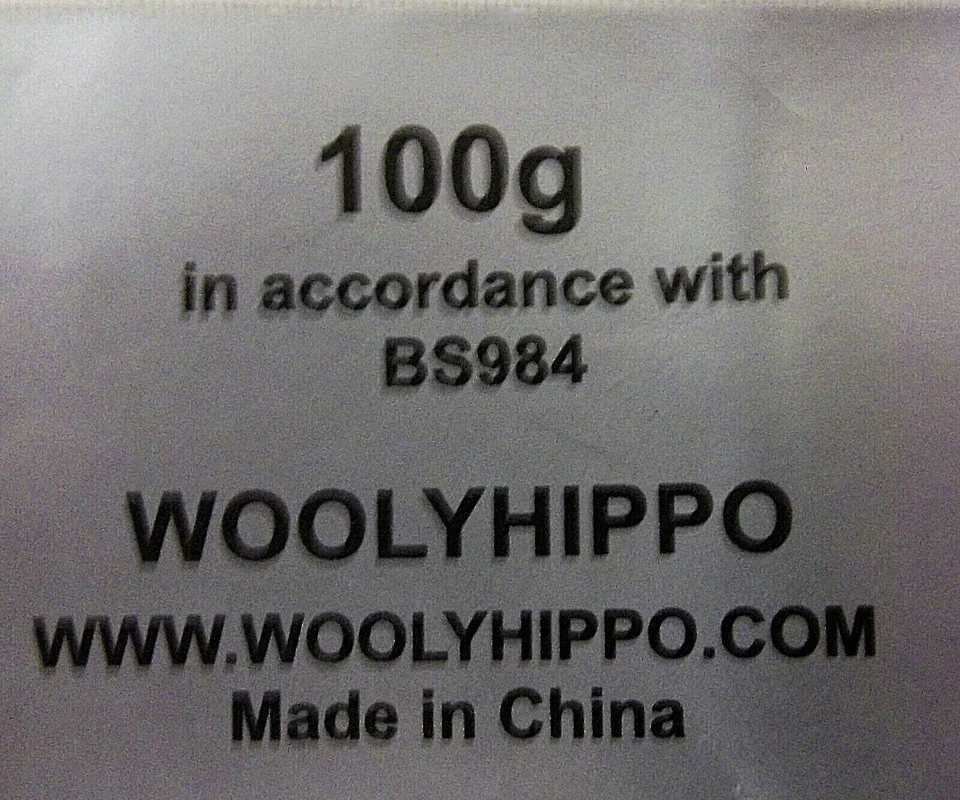 100g
in accordance with
BS984
WOOLYHIPPO
WWW.WOOLYHIPPO.COM
Made in China